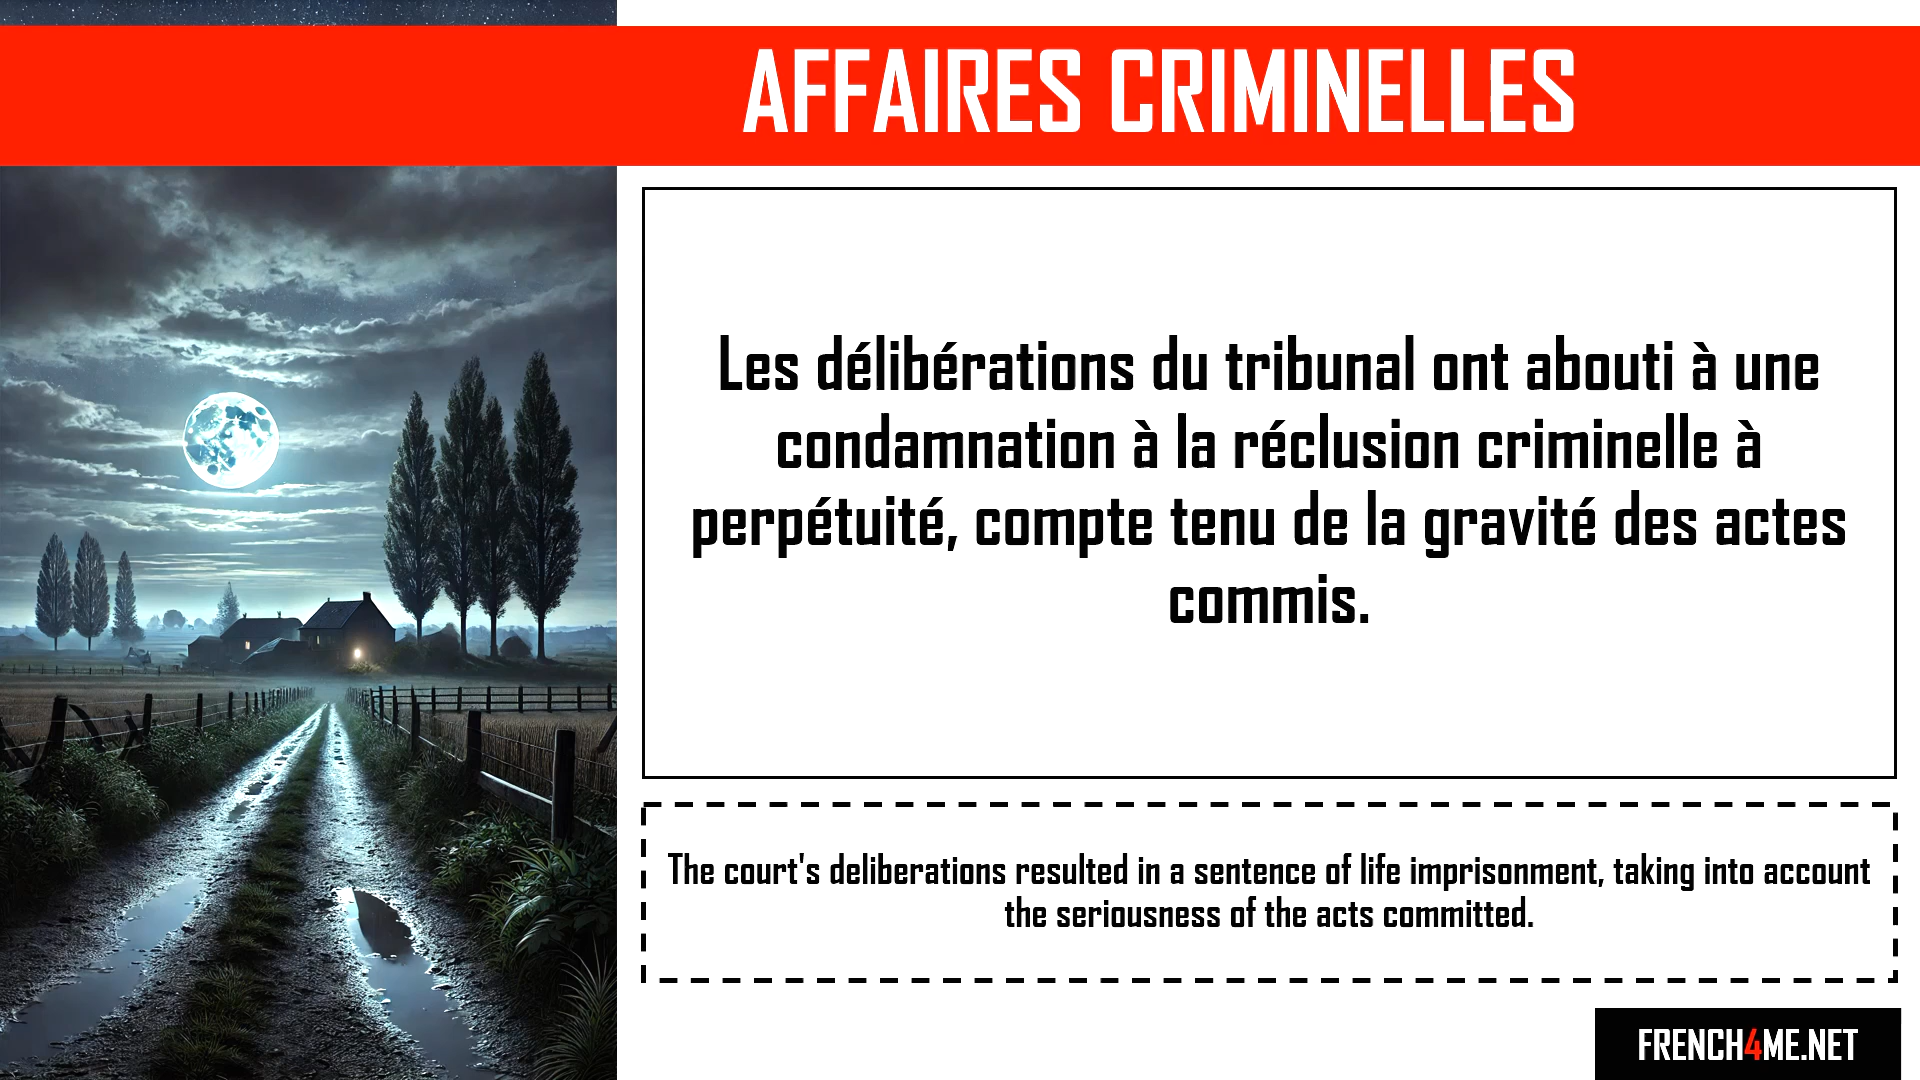 AFFAIRES CRIMINELLES
Les délibérations du tribunal ont abouti à une
condamnation à la réclusion criminelle à
perpétuité, compte tenu de la gravité des actes
commis.
The court's deliberations resulted in a sentence of life imprisonment, taking into account
the seriousness of the acts committed.
FRENCH4ME.NET